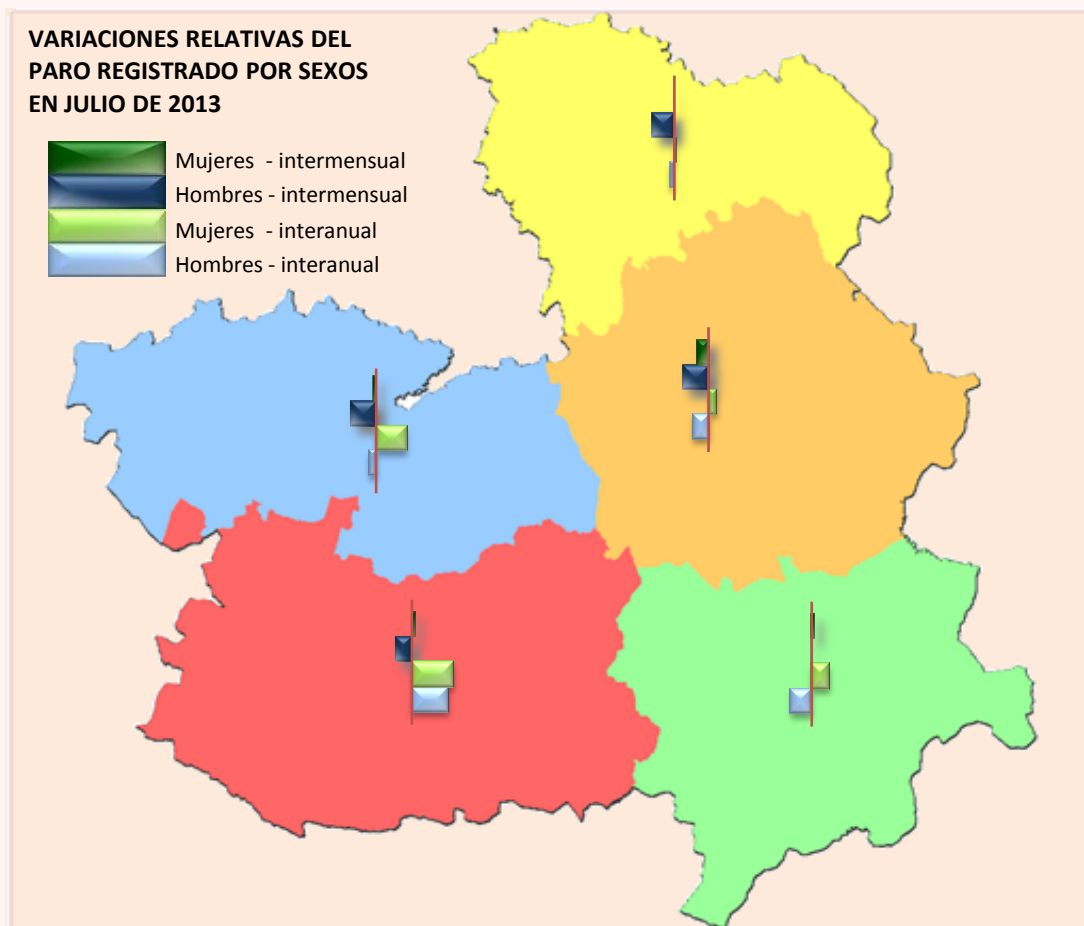 VARIACIONES RELATIVAS DEL
PARO REGISTRADO POR SEXOS
EN JULIO DE 2013
Mujeres - intermensual
Hombres - intermensual
Mujeres - interanual
Hombres - interanual